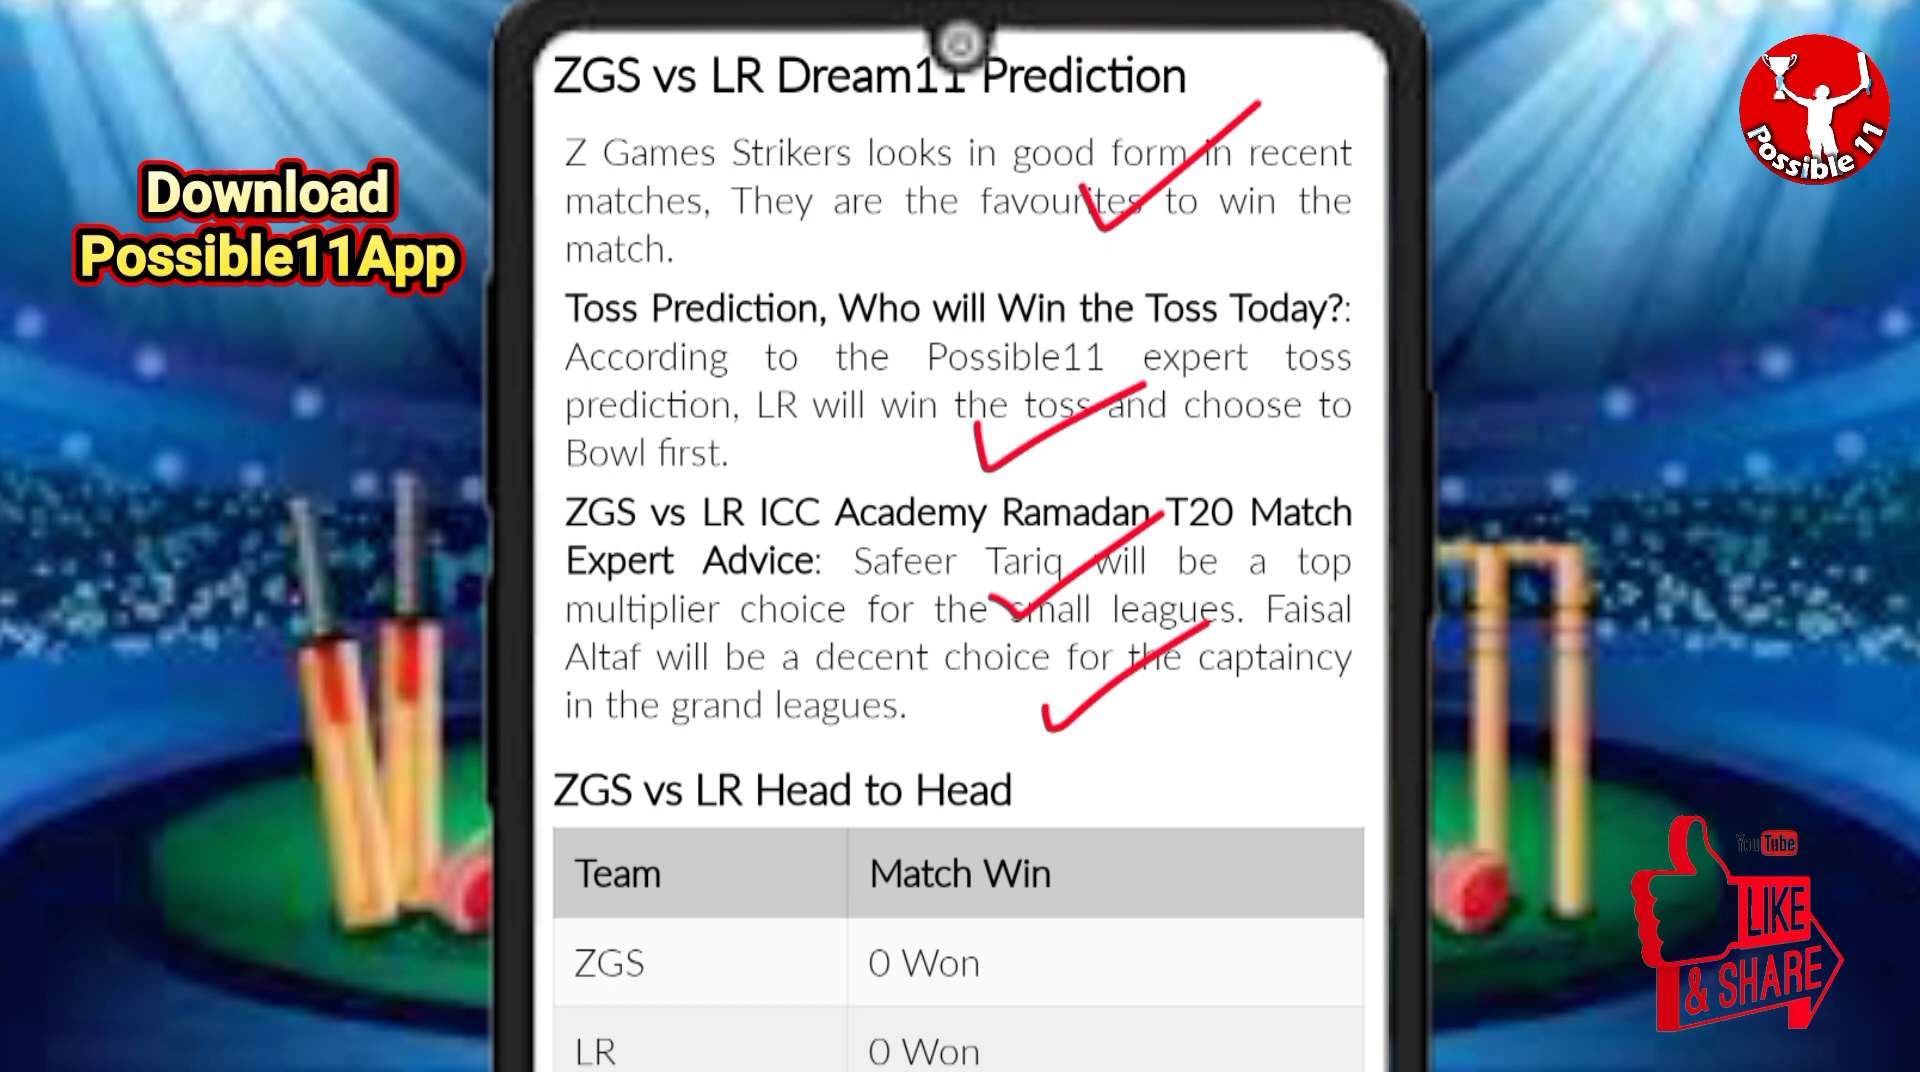 ZGS vs LR Dream11 Prediction
Z Games Strikers looks in good form in recent
matches, They are the favourites to win the
match.
Toss Prediction, Who will Win the Toss Today?:
According to the Possible11 expert toss
prediction, LR will win the toss and choose to
Bowl first.
ZGS vs LR ICC Academy Ramadan T20 Match
Expert Advice: Safeer Tariq will be a top
multiplier choice for the small leagues. Faisal
Altaf will be a decent choice for the captaincy
in the grand leagues.
ZGS vs LR Head to Head
Team Match Win
ZGS 0 Won
LR 0 Won
Download
Possible11App
Possible 11
YouTube
LIKE
& SHARE